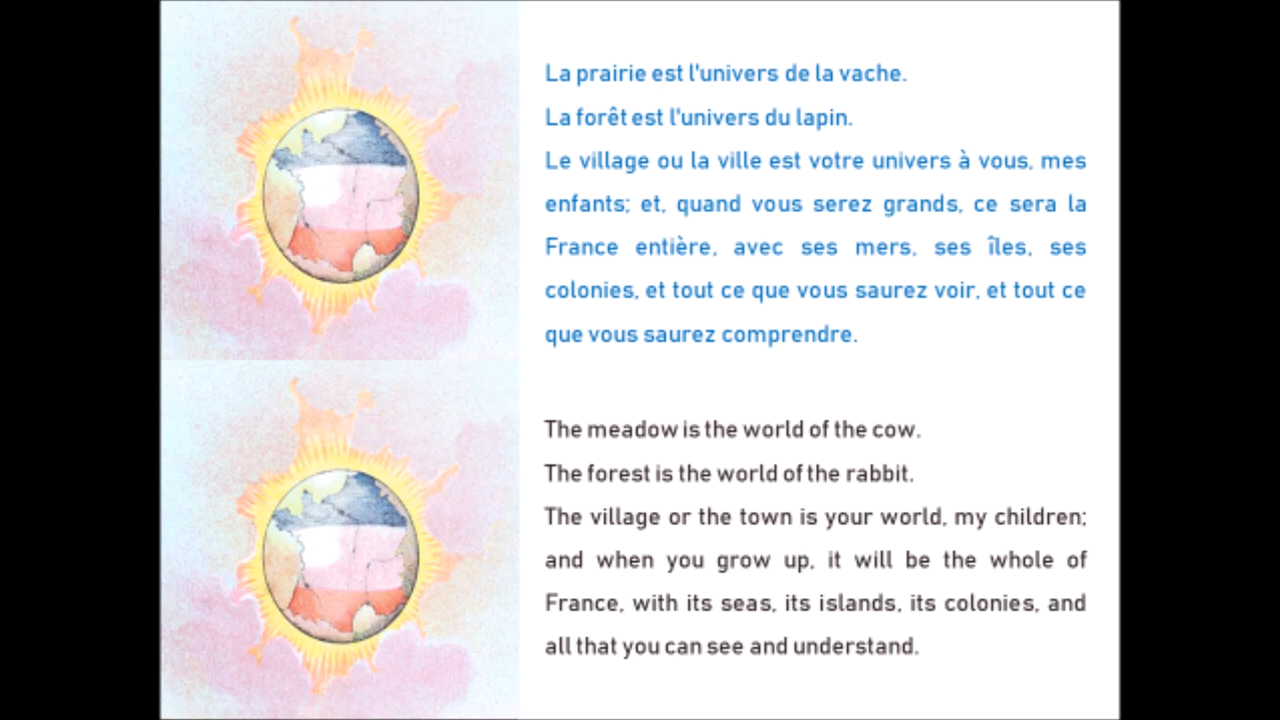 La prairie est l'univers de la vache.
La forêt est l'univers du lapin.
Le village ou la ville est votre univers à vous, mes
enfants; et, quand vous serez grands, ce sera la
France entière, avec ses mers, ses îles, ses
colonies, et tout ce que vous saurez voir, et tout ce
que vous saurez comprendre.
The meadow is the world of the cow.
The forest is the world of the rabbit.
The village or the town is your world, my children;
and when you grow up, it will be the whole of
France, with its seas, its islands, its colonies, and
all that you can see and understand.